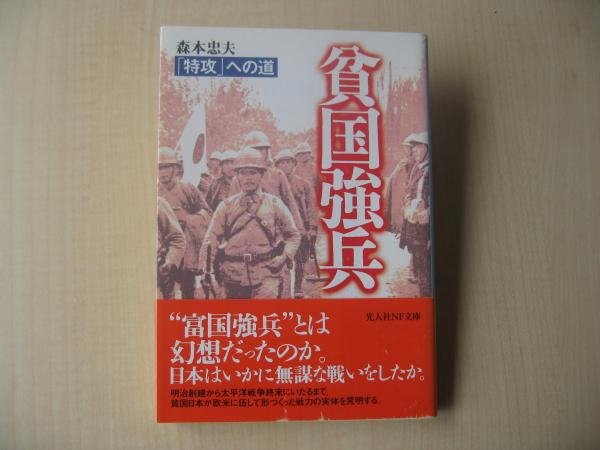 森本忠夫
「特攻」への道
貧国強兵
光人社NF文庫
“富国強兵”とは
幻想だったのか。
日本はいかに無謀な戦いをしたか。
明治創建から太平洋戦争終末にいたるまで、
貧国日本が欧米に伍して形づくった戦力の実体を究明する。